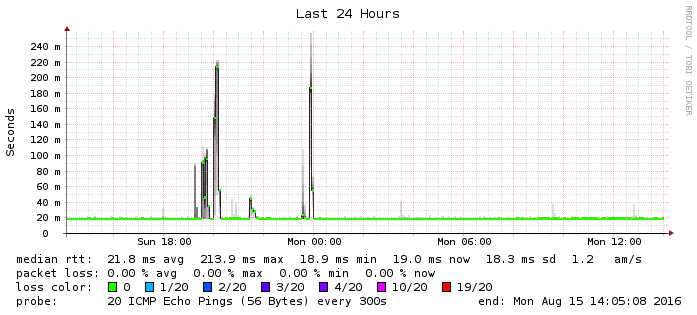 Last 24 Hours
RRDTOOL / TOBI OETIKER
Seconds
240 m
220 m
200 m
180 m
160 m
140 m
120 m
100 m
80 m
60 m
40 m
20 m
0
Sun 18:00 Mon 00:00 Mon 06:00 Mon 12:00
median rtt: 21.8 ms avg 213.9 ms max 18.9 ms min 19.0 ms now 18.3 ms sd 1.2 am/s
packet loss: 0.00 % avg 0.00 % max 0.00 % min 0.00 % now
loss color: 0 1/20 2/20 3/20 4/20 10/20 19/20
probe: 20 ICMP Echo Pings (56 Bytes) every 300s end: Mon Aug 15 14:05:08 2016